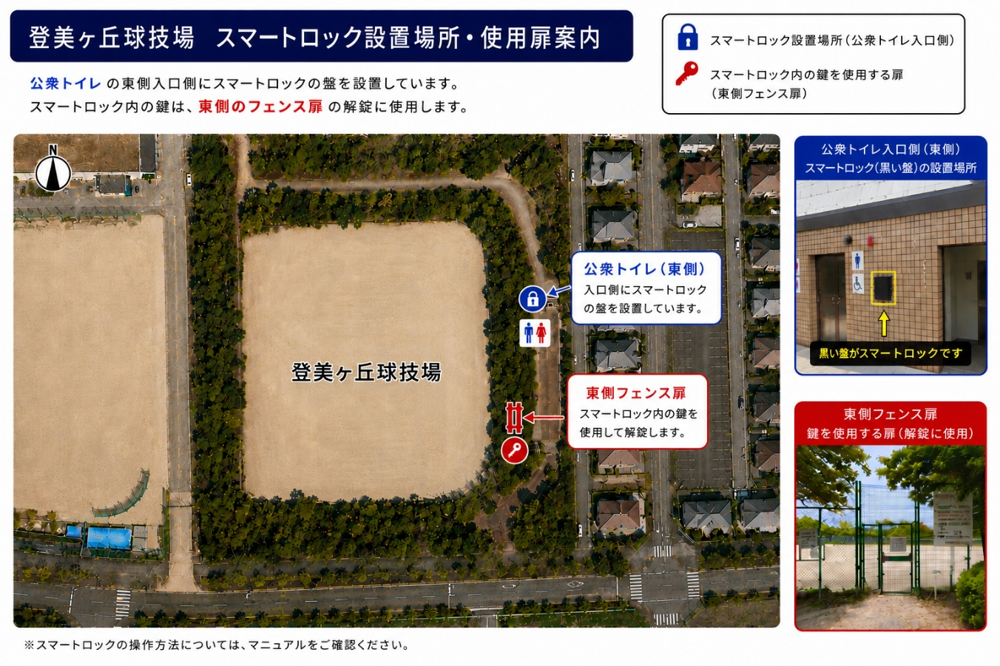 登美ヶ丘球技場　スマートロック設置場所・使用扉案内
公衆トイレ の東側入口側にスマートロックの盤を設置しています。
スマートロック内の鍵は、東側のフェンス扉 の解錠に使用します。
スマートロック設置場所（公衆トイレ入口側）
スマートロック内の鍵を使用する扉
（東側フェンス扉）
N
公衆トイレ（東側）
入口側にスマートロック
の盤を設置しています。
登美ヶ丘球技場
東側フェンス扉
スマートロック内の鍵を
使用して解錠します。
公衆トイレ入口側（東側）
スマートロック（黒い盤）の設置場所
黒い盤がスマートロックです
東側フェンス扉
鍵を使用する扉（解錠に使用）
※スマートロックの操作方法については、マニュアルをご確認ください。